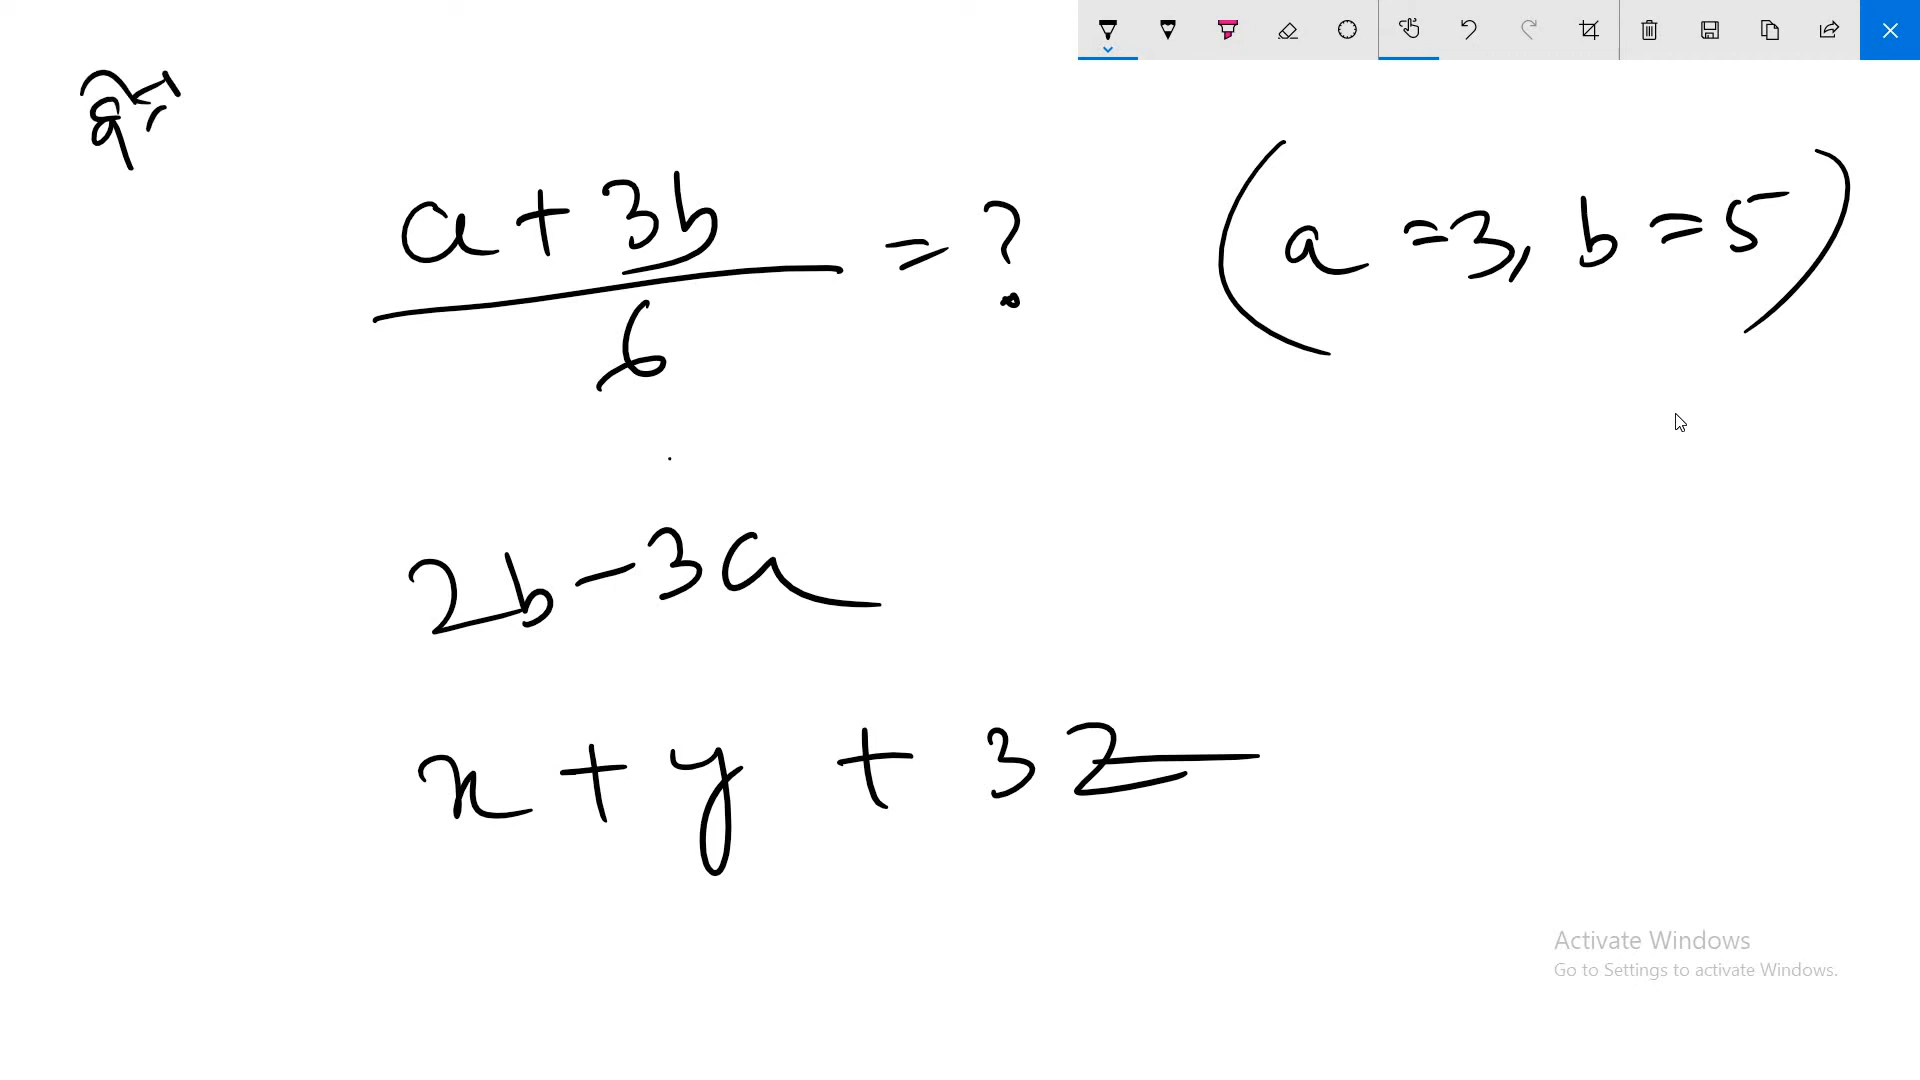 a + 3b
6
= ?
(a = 3, b = 5)
2b - 3a
x + y + 3z
Activate Windows
Go to Settings to activate Windows.